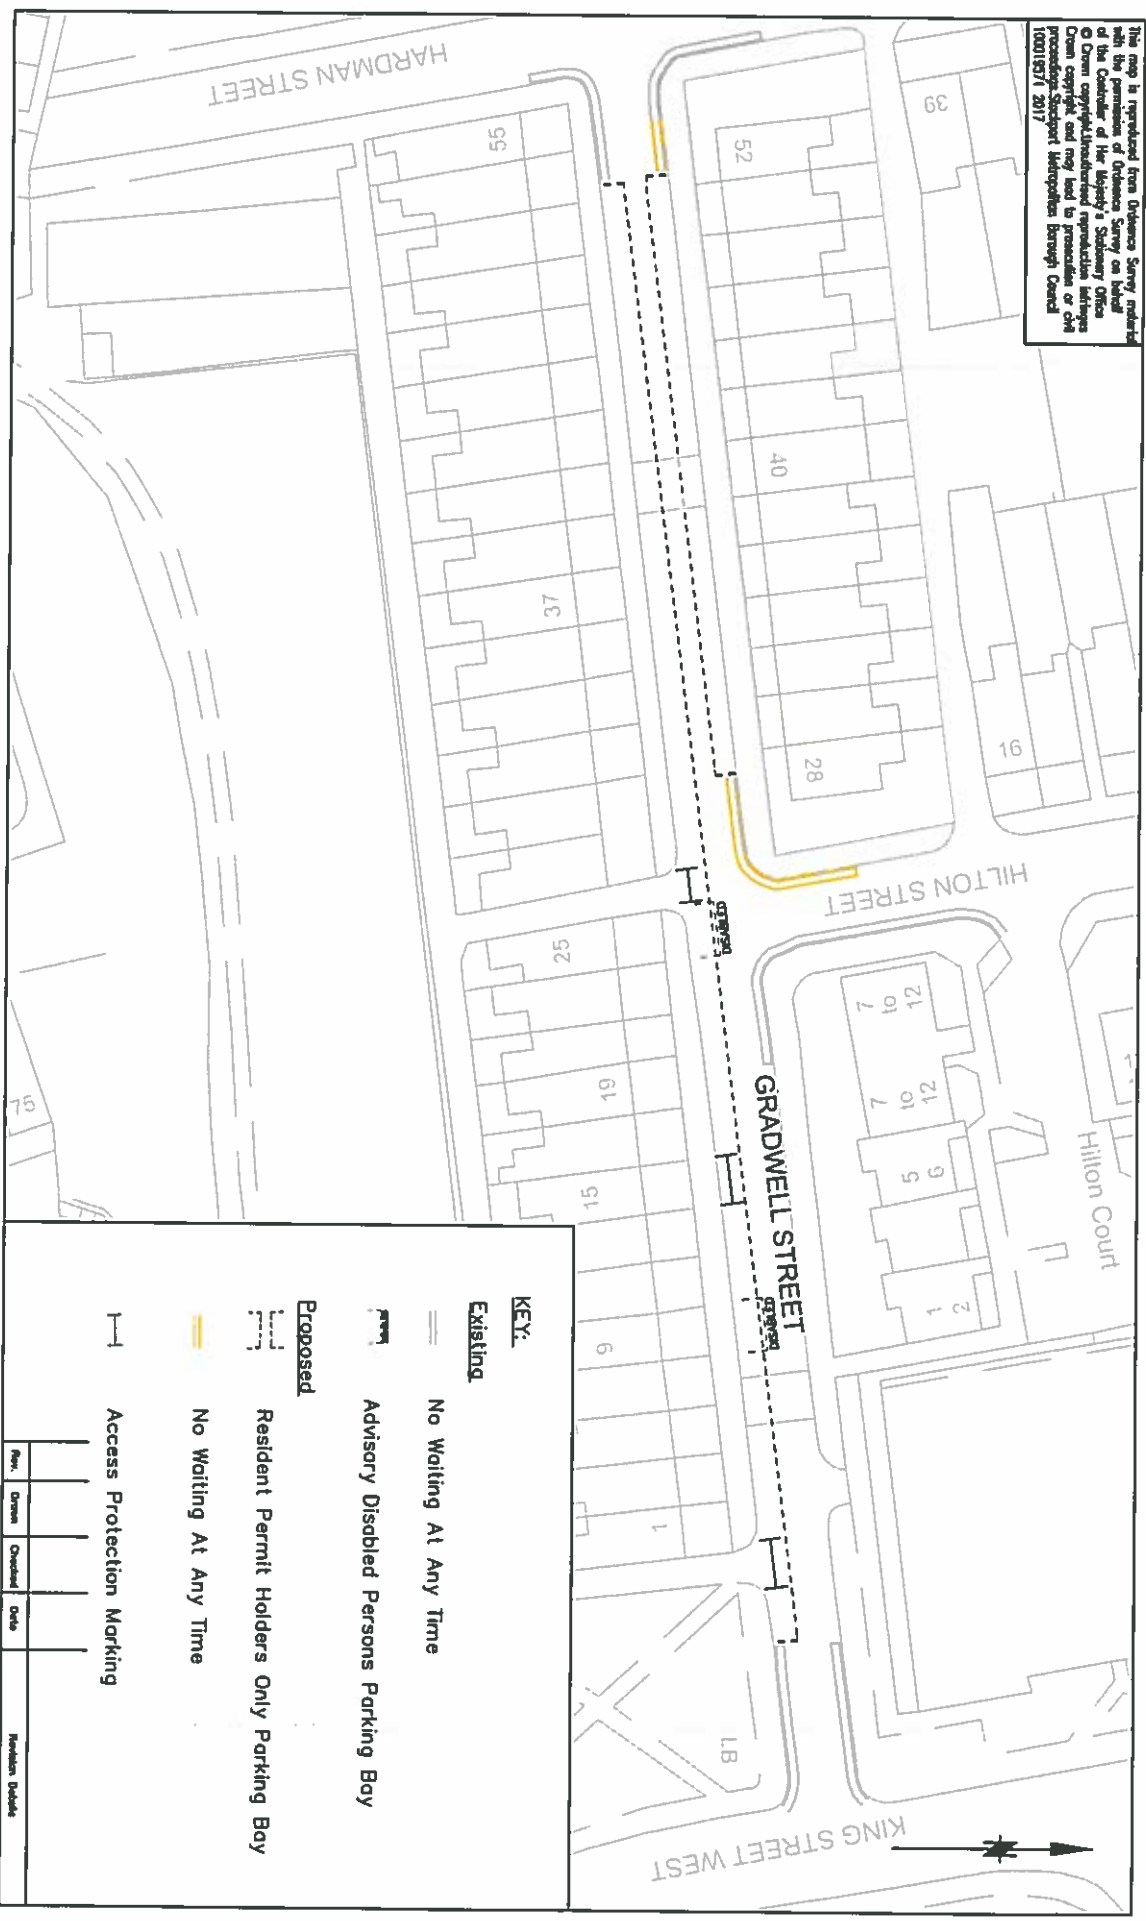 This map is reproduced from Ordnance Survey material
with the permission of Ordnance Survey on behalf
of the Controller of Her Majesty's Stationery Office
© Crown copyright. Unauthorised reproduction infringes
Crown copyright and may lead to prosecution or civil
proceedings. Stockport Metropolitan Borough Council
100019571 2017
HARDMAN STREET
HILTON STREET
GRADWELL STREET
KING STREET WEST
Hilton Court
39
52
55
40
37
28
16
25
19
15
9
1
7
to
12
7
to
12
5
6
1
2
75
LB
DISABLED
DISABLED
KEY:
Existing
No Waiting At Any Time
Advisory Disabled Persons Parking Bay
Proposed
Resident Permit Holders Only Parking Bay
No Waiting At Any Time
Access Protection Marking
Rev. Drawn Checked Date Revision Details